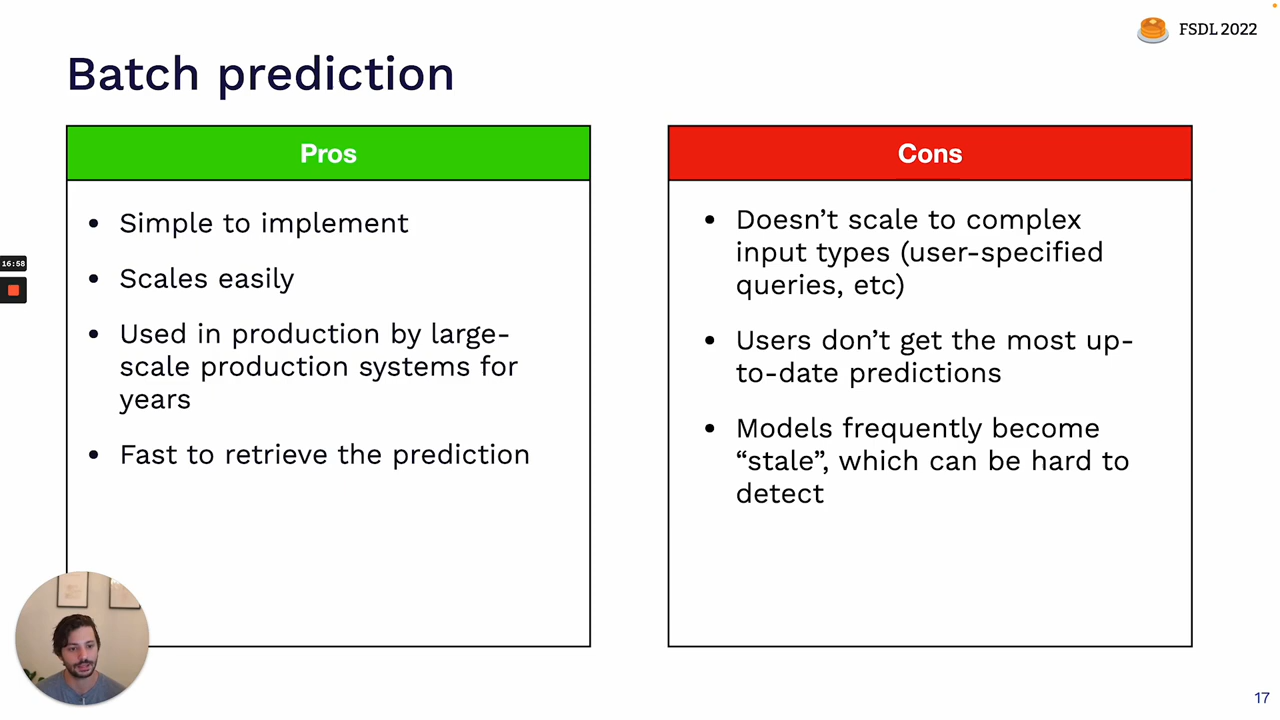 FSDL 2022
Batch prediction
Pros
• Simple to implement
• Scales easily
• Used in production by large-
scale production systems for
years
• Fast to retrieve the prediction
Cons
• Doesn’t scale to complex
input types (user-specified
queries, etc)
• Users don’t get the most up-
to-date predictions
• Models frequently become
“stale”, which can be hard to
detect
16:58
17